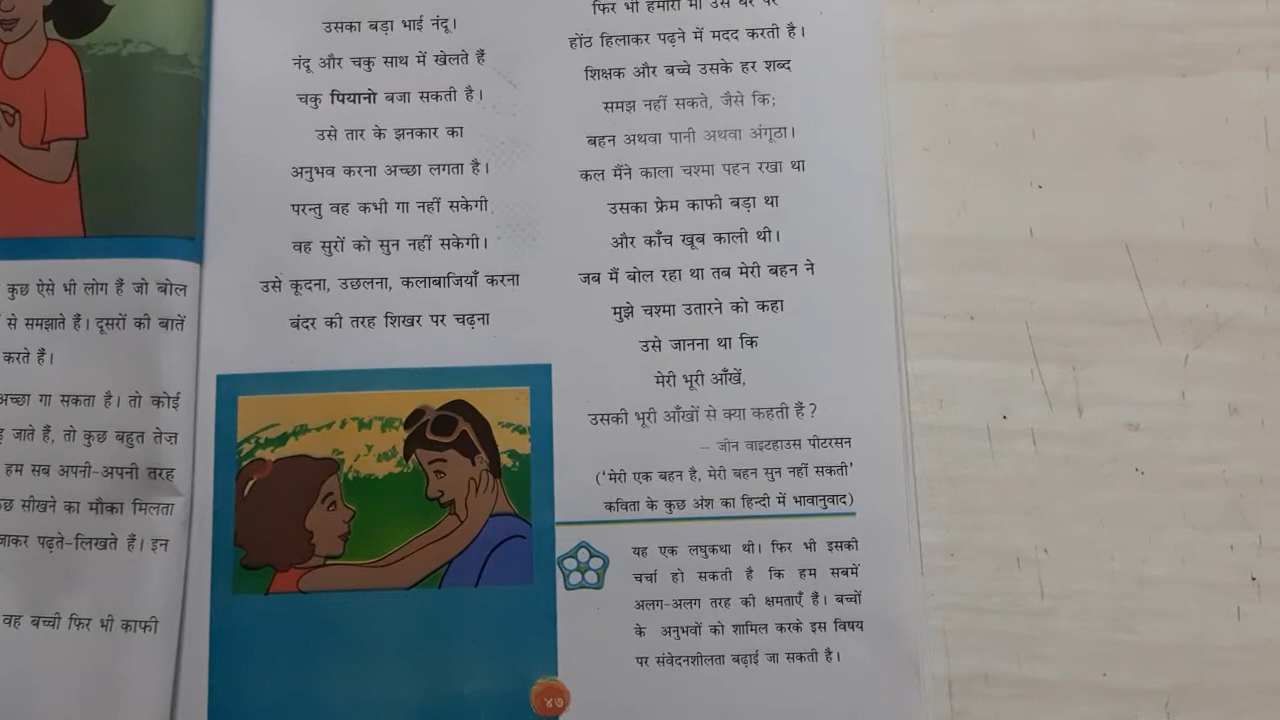 कुछ ऐसे भी लोग हैं जो बोल
से समझाते हैं। दूसरों की बातें
करते हैं।
अच्छा गा सकता है। तो कोई
जाते हैं, तो कुछ बहुत तेज
हम सब अपनी-अपनी तरह
सीखने का मौका मिलता
पढ़ते-लिखते हैं। इन
वह बच्ची फिर भी काफी
उसका बड़ा भाई नंदू।
नंदू और चकु साथ में खेलते हैं
चकु पियानो बजा सकती है।
उसे तार के झनकार का
अनुभव करना अच्छा लगता है।
परन्तु वह कभी गा नहीं सकेगी
वह सुरों को सुन नहीं सकेगी।
उसे कूदना, उछलना, कलाबाजियाँ करना
बंदर की तरह शिखर पर चढ़ना
फिर भी हमारी माँ उसे घर पर
होंठ हिलाकर पढ़ने में मदद करती है।
शिक्षक और बच्चे उसके हर शब्द
समझ नहीं सकते, जैसे कि;
बहन अथवा पानी अथवा अंगूठा।
कल मैंने काला चश्मा पहन रखा था
उसका फ्रेम काफी बड़ा था
और काँच खूब काली थी।
जब मैं बोल रहा था तब मेरी बहन ने
मुझे चश्मा उतारने को कहा
उसे जानना था कि
मेरी भूरी आँखें,
उसकी भूरी आँखों से क्या कहती हैं?
– जीन वाइटहाउस पीटरसन
('मेरी एक बहन है, मेरी बहन सुन नहीं सकती'
कविता के कुछ अंश का हिन्दी में भावानुवाद)
यह एक लघुकथा थी। फिर भी इसकी
चर्चा हो सकती है कि हम सबमें
अलग-अलग तरह की क्षमताएँ हैं। बच्चों
के अनुभवों को शामिल करके इस विषय
पर संवेदनशीलता बढ़ाई जा सकती है।
४७